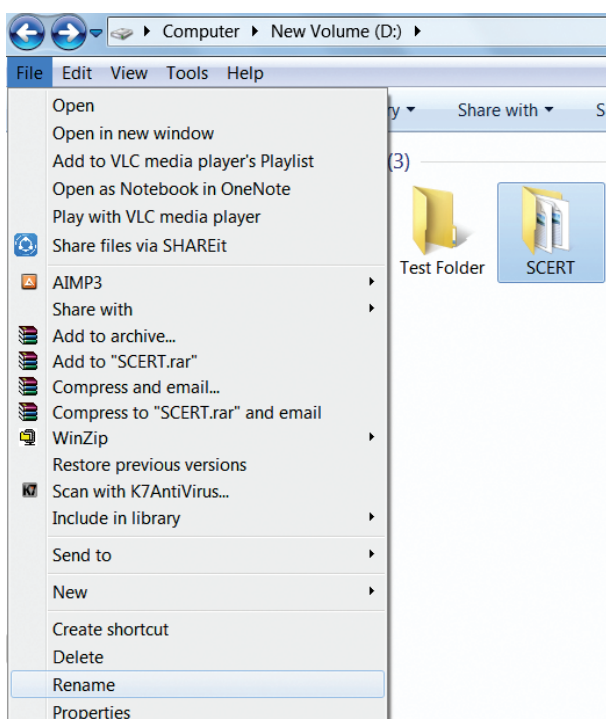 Computer ▸ New Volume (D:) ▸
File Edit View Tools Help
Share with
(3)
Test Folder
SCERT
Open
Open in new window
Add to VLC media player's Playlist
Open as Notebook in OneNote
Play with VLC media player
Share files via SHAREit
AIMP3
Share with
Add to archive...
Add to "SCERT.rar"
Compress and email...
Compress to "SCERT.rar" and email
WinZip
Restore previous versions
K7 Scan with K7AntiVirus...
Include in library
Send to
New
Create shortcut
Delete
Rename
Properties